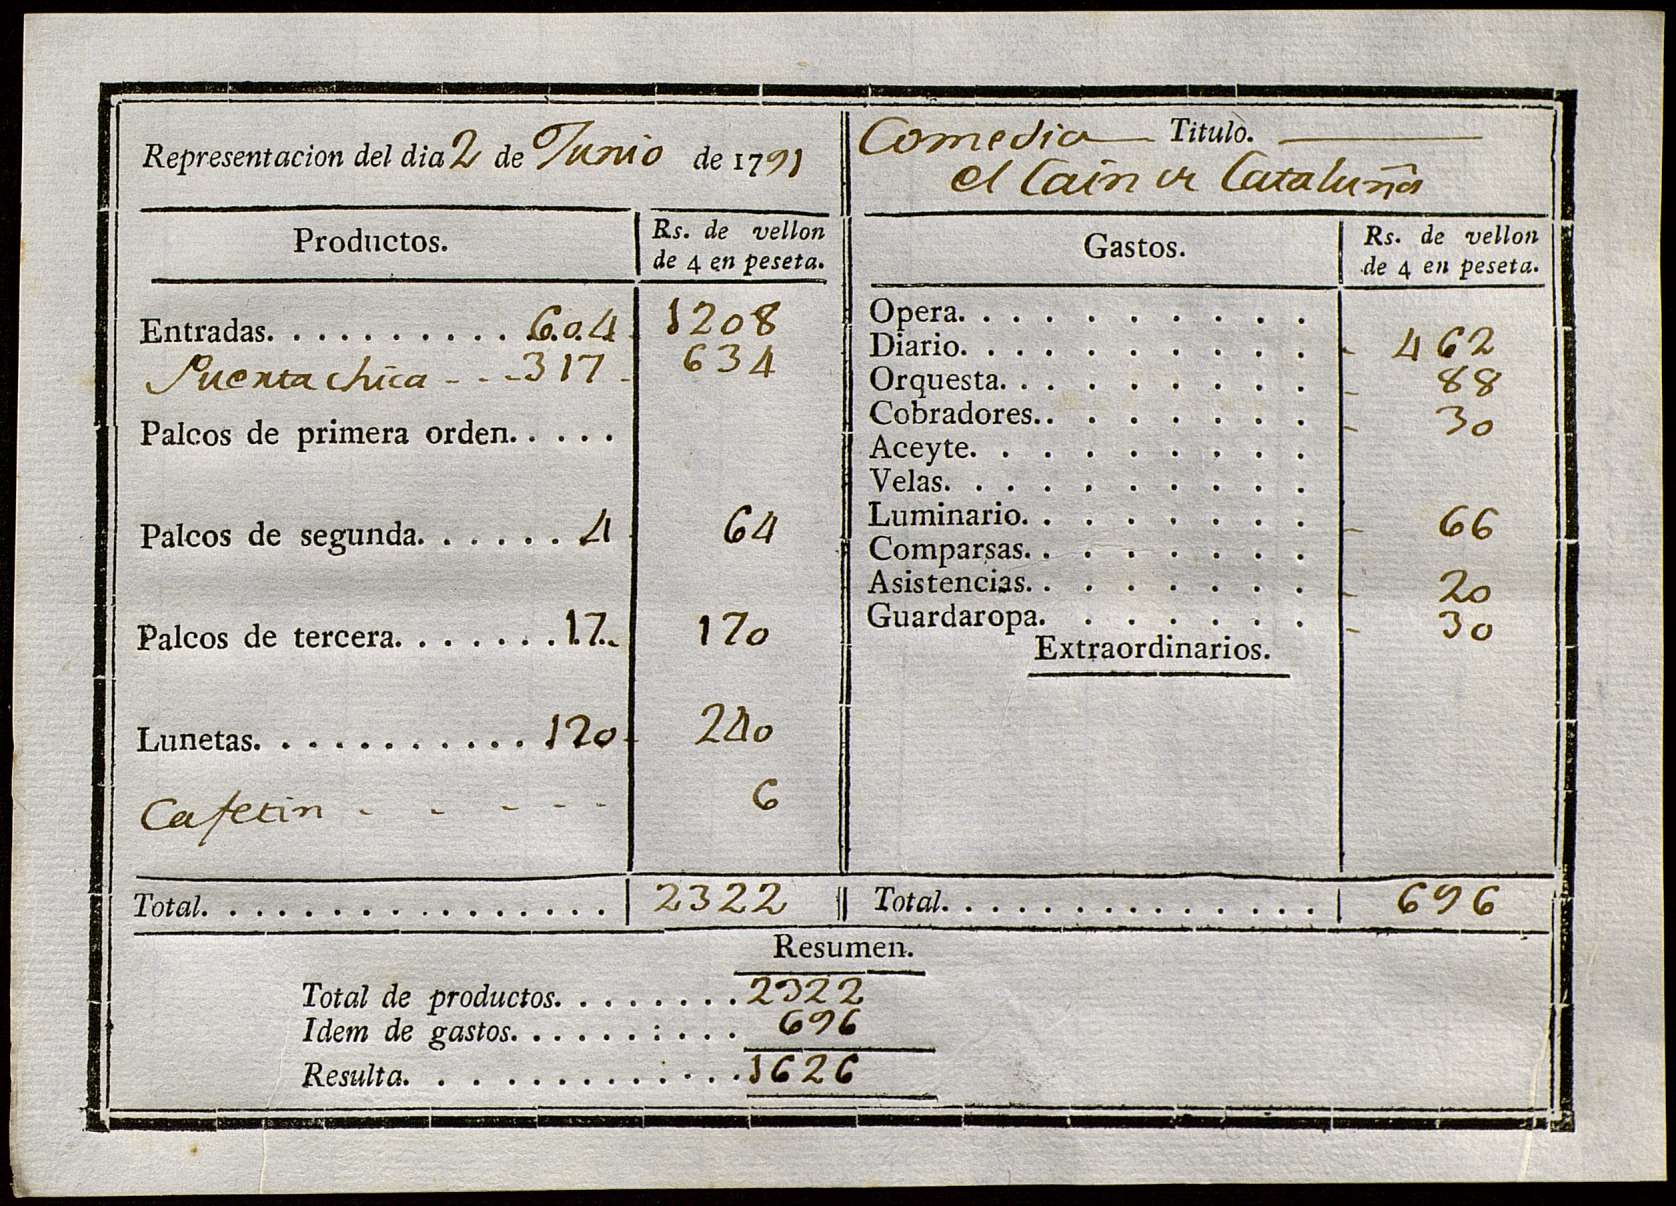 Representacion del dia 2 de Junio de 1791
Comedia Titulo.
el Cain de Cataluña
Productos.
Rs. de vellon
de 4 en peseta.
Entradas. . . . . . . . . . 604 1208
Puerta chica - - - 317 - 634
Palcos de primera orden. . . . .
Palcos de segunda. . . . . . 4 64
Palcos de tercera. . . . . . . 17. 170
Lunetas. . . . . . . . . . . 120 240
Cafetin - - - - - 6
Total. . . . . . . . . . . . . . . . 2322
Gastos.
Rs. de vellon
de 4 en peseta.
Opera. . . . . . . . . .
Diario. . . . . . . . . . - 462
Orquesta. . . . . . . . . - 88
Cobradores. . . . . . . . - 30
Aceyte. . . . . . . . .
Velas. . . . . . . . . .
Luminario. . . . . . . . - 66
Comparsas. . . . . . . .
Asistencias. . . . . . . . - 20
Guardaropa. . . . . . . - 30
Extraordinarios.
Total. . . . . . . . . . . . . . . 696
Resumen.
Total de productos. . . . . . . . 2322
Idem de gastos. . . . . . : . . . 696
Resulta. . . . . . . . . . . . . 1626